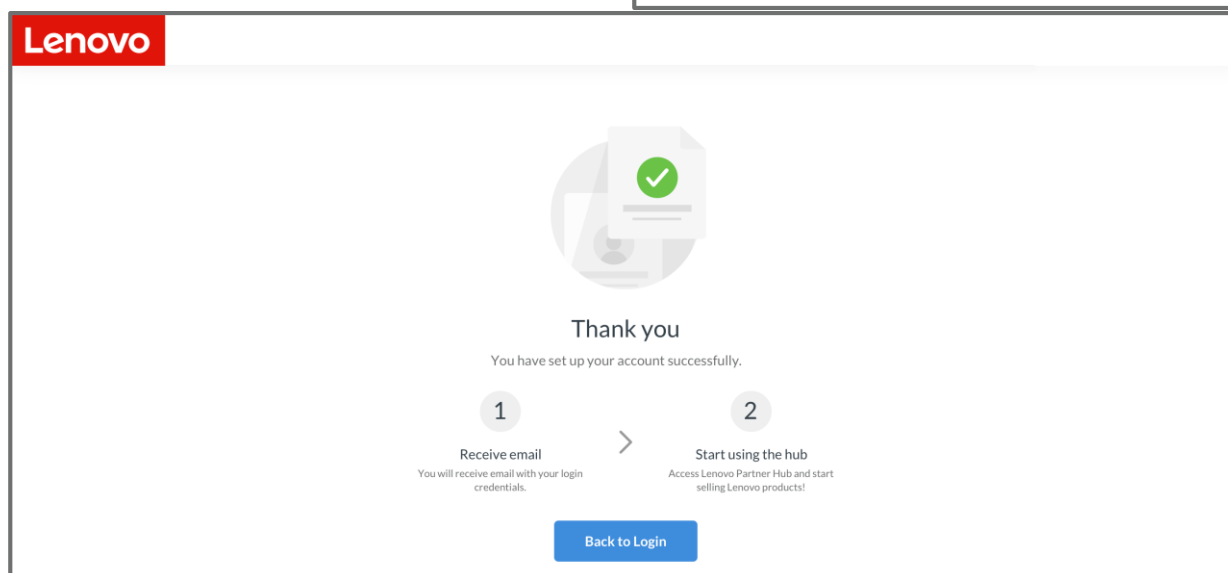 Lenovo
Thank you
You have set up your account successfully.
1
2
Receive email
Start using the hub
You will receive email with your login
credentials.
Access Lenovo Partner Hub and start
selling Lenovo products!
Back to Login